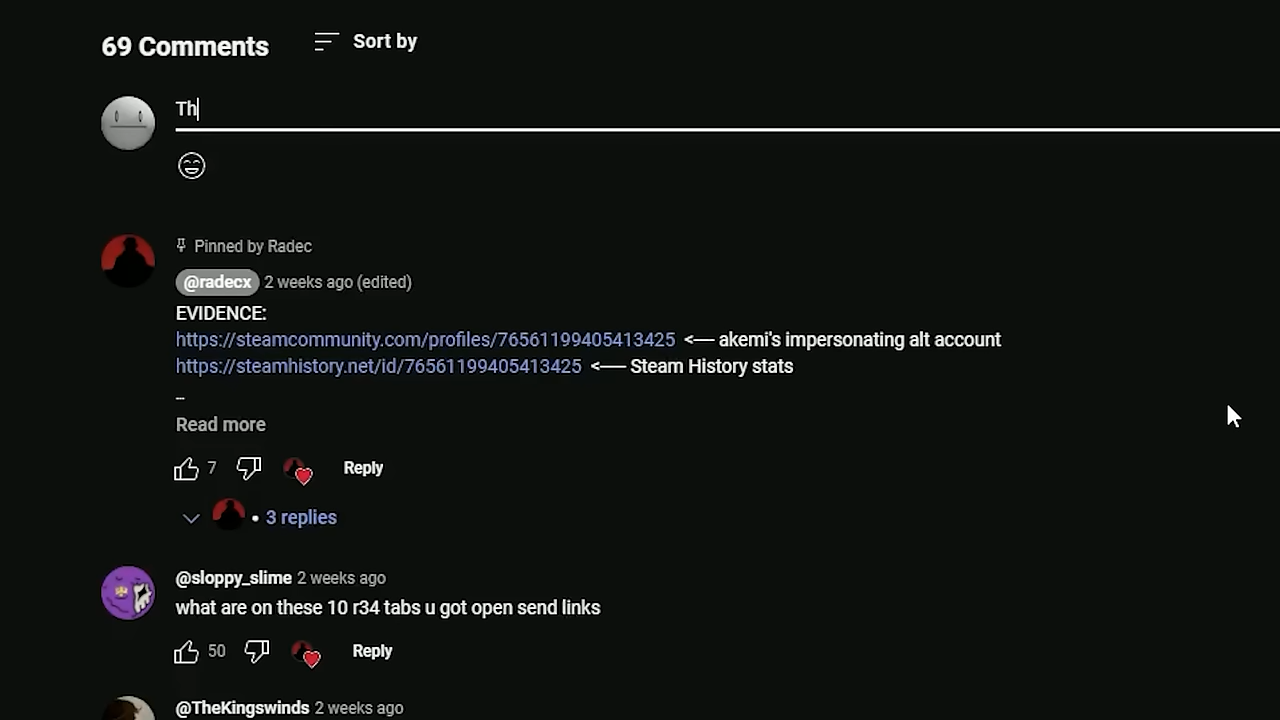 69 Comments
Sort by
Th
Pinned by Radec
@radecx 2 weeks ago (edited)
EVIDENCE:
https://steamcommunity.com/profiles/76561199405413425 <–– akemi's impersonating alt account
https://steamhistory.net/id/76561199405413425 <–– Steam History stats
–
Read more
7
Reply
• 3 replies
@sloppy_slime 2 weeks ago
what are on these 10 r34 tabs u got open send links
50
Reply
@TheKingswinds 2 weeks ago